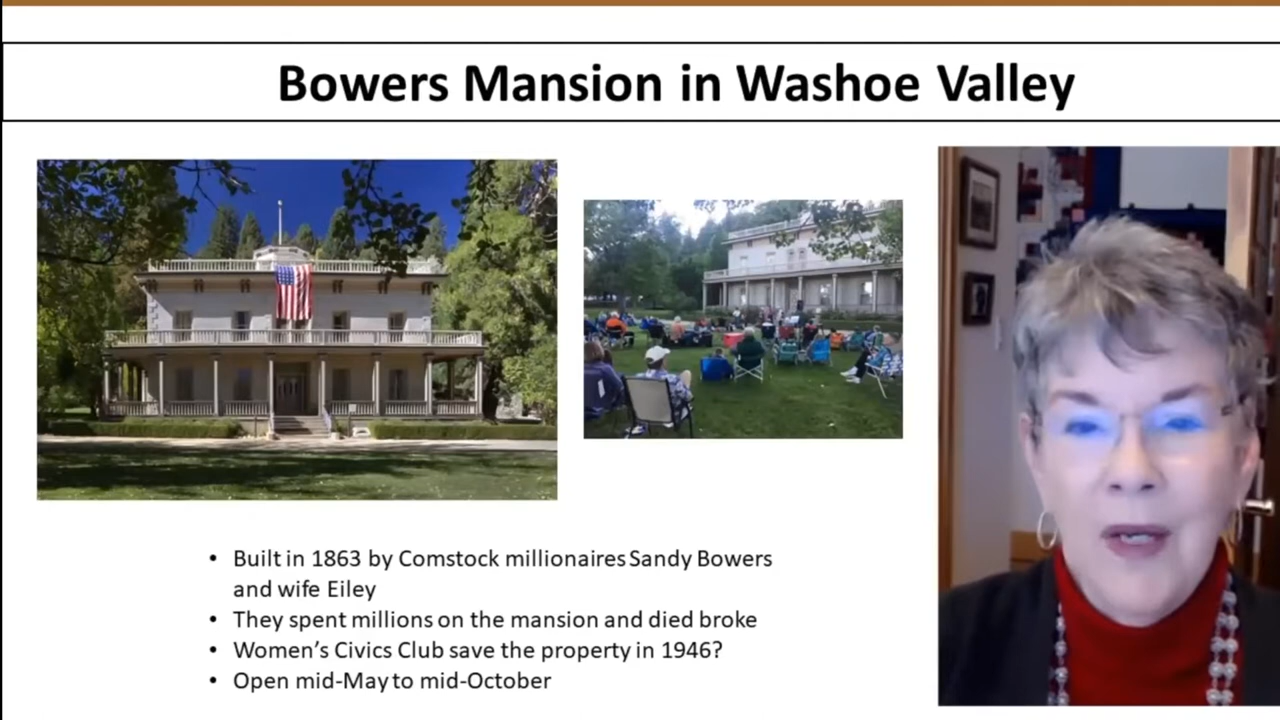 Bowers Mansion in Washoe Valley
• Built in 1863 by Comstock millionaires Sandy Bowers
and wife Eiley
• They spent millions on the mansion and died broke
• Women’s Civics Club save the property in 1946?
• Open mid-May to mid-October